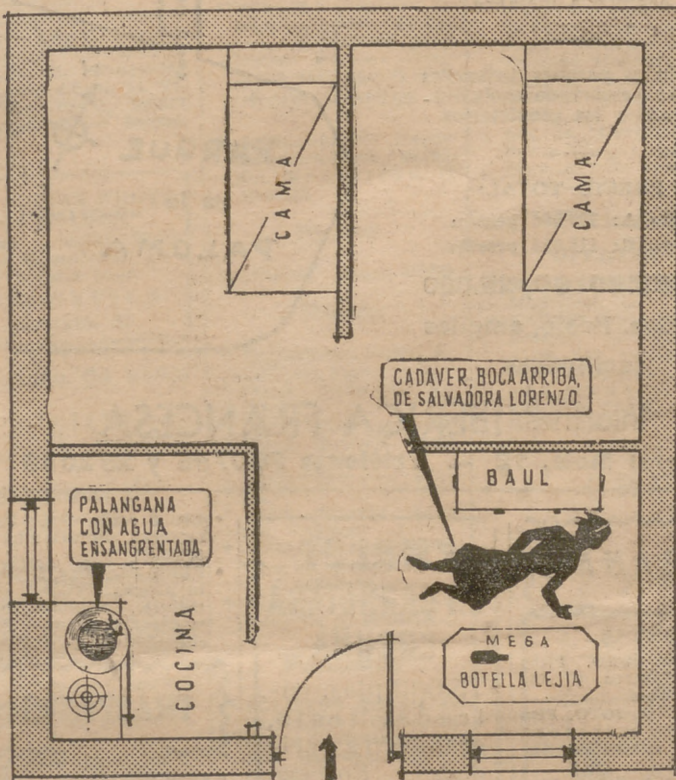 CAMA
CAMA
CADAVER, BOCA ARRIBA,
DE SALVADORA LORENZO
BAUL
PALANGANA
CON AGUA
ENSANGRENTADA
COCINA
MESA
BOTELLA LEJIA